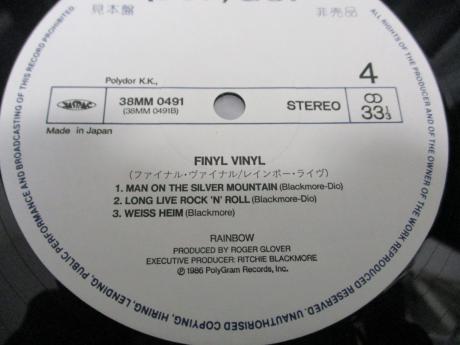 見本盤
非売品
Polydor K.K.,
4
JASRAC
38MM 0491
(38MM 0491B)
STEREO
33 1/3
Made in Japan
FINYL VINYL
(ファイナル・ヴァイナル/レインボー・ライヴ)
1. MAN ON THE SILVER MOUNTAIN (Blackmore-Dio)
2. LONG LIVE ROCK 'N' ROLL (Blackmore-Dio)
3. WEISS HEIM (Blackmore)
RAINBOW
PRODUCED BY ROGER GLOVER
EXECUTIVE PRODUCER: RITCHIE BLACKMORE
Ⓟ1986 PolyGram Records, Inc.
ALL RIGHTS OF THE PRODUCER AND OF THE OWNER OF THE WORK REPRODUCED RESERVED. UNAUTHORISED COPYING, HIRING, LENDING, PUBLIC PERFORMANCE AND BROADCASTING OF THIS RECORD PROHIBITED.